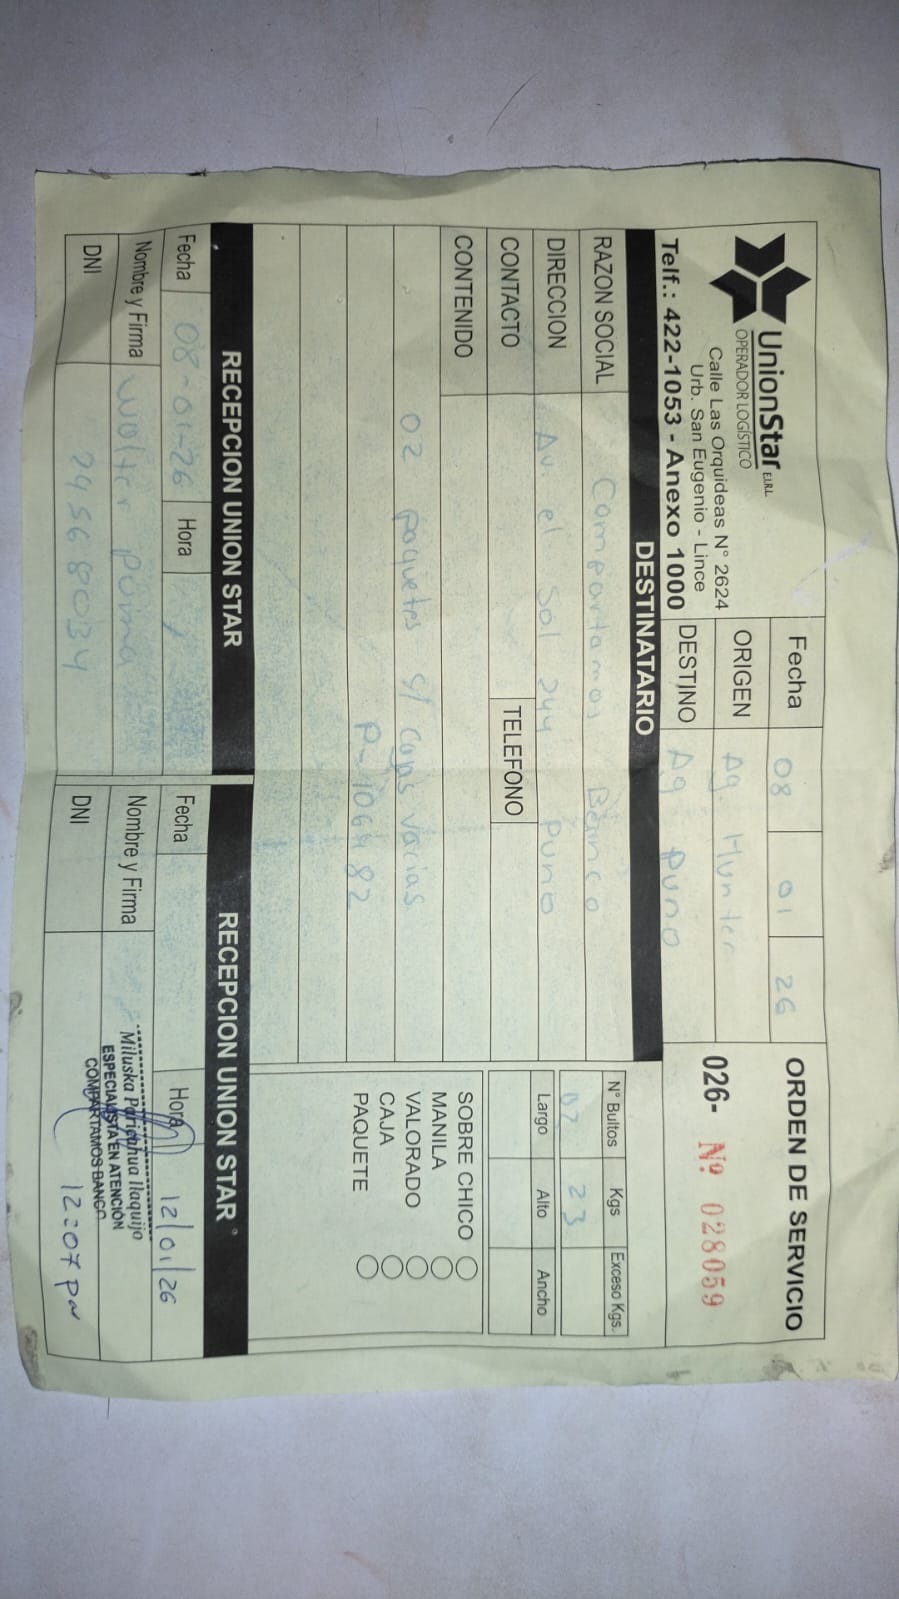 UnionStar E.I.R.L.
OPERADOR LOGÍSTICO
Calle Las Orquideas N° 2624
Urb. San Eugenio - Lince
Telf.: 422-1053 - Anexo 1000
Fecha 08 01 26
ORIGEN Ag. Hunter
DESTINO Ag Puno
ORDEN DE SERVICIO
026- Nº 028059
DESTINATARIO
RAZON SOCIAL Compartamos Banco
DIRECCION Av. el Sol 244 Puno
CONTACTO TELEFONO
CONTENIDO
02 paquetes s/ cajas vacias
P-106982
N° Bultos Kgs Exceso Kgs.
02 23
Largo Alto Ancho
SOBRE CHICO
MANILA
VALORADO
CAJA
PAQUETE
RECEPCION UNION STAR
Fecha 08-01-26 Hora
Nombre y Firma Walter Puma
DNI 29568034
RECEPCION UNION STAR
Fecha Hora 12/01/26
Nombre y Firma
DNI
Miluska Paricahua Ilaquijo
ESPECIALISTA EN ATENCIÓN
COMPARTAMOS BANCO
12:07 pm